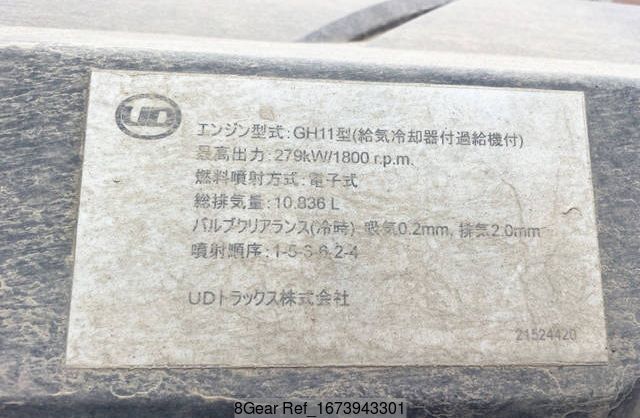 UD
エンジン型式：GH11型(給気冷却器付過給機付)
最高出力：279kW/1800 r.p.m.
燃料噴射方式：電子式
総排気量：10.836 L
バルブクリアランス(冷時) 吸気0.2mm, 排気2.0mm
噴射順序：1-5-3-6-2-4
UDトラックス株式会社
21524420
8Gear Ref_1673943301